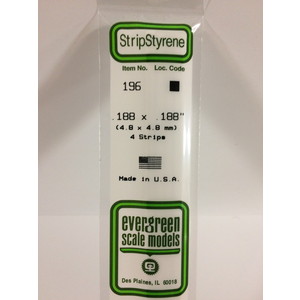 StripStyrene
Item No. Loc. Code
196
.188 x .188"
(4.8 x 4.8 mm)
4 Strips
Made in U.S.A.
evergreen
scale models
Des Plaines, IL 60018